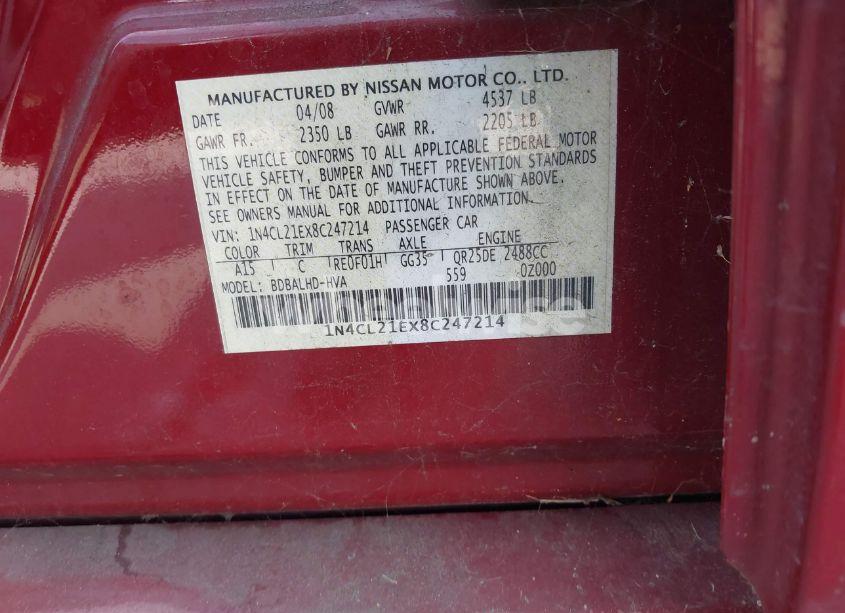 MANUFACTURED BY NISSAN MOTOR CO., LTD.
DATE 04/08 GVWR 4537 LB
GAWR FR. 2350 LB GAWR RR. 2205 LB
THIS VEHICLE CONFORMS TO ALL APPLICABLE FEDERAL MOTOR
VEHICLE SAFETY, BUMPER AND THEFT PREVENTION STANDARDS
IN EFFECT ON THE DATE OF MANUFACTURE SHOWN ABOVE.
SEE OWNERS MANUAL FOR ADDITIONAL INFORMATION.
VIN: 1N4CL21EX8C247214 PASSENGER CAR
COLOR TRIM TRANS AXLE ENGINE
A15 C RE0F01H GG35 QR25DE 2488CC
MODEL: BDBALHD-HVA 559 0Z000
1N4CL21EX8C247214